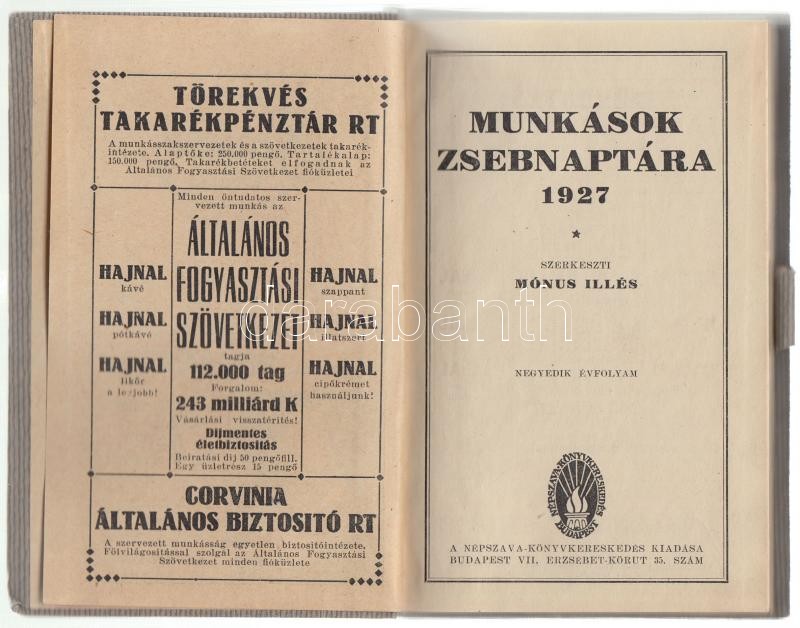 TÖREKVÉS
TAKARÉKPÉNZTÁR RT
A munkásszakszervezetek és a szövetkezetek takarék-
intézete. Alaptőke: 250.000 pengő. Tartalékalap:
150.000 pengő. Takarékbetéteket elfogadnak az
Általános Fogyasztási Szövetkezet fióküzletei
HAJNAL
kávé
HAJNAL
pótkávé
HAJNAL
likőr
a legjobb!
Minden öntudatos szer-
vezett munkás az
ÁLTALÁNOS
FOGYASZTÁSI
SZÖVETKEZET
tagja
112.000 tag
Forgalom:
243 milliárd K
Vásárlási visszatérítés!
Díjmentes
életbiztosítás
Beiratási díj 50 pengőfill.
Egy üzletrész 15 pengő
HAJNAL
szappant
HAJNAL
illatszert
HAJNAL
cipőkrémet
használjunk!
CORVINIA
ÁLTALÁNOS BIZTOSITÓ RT
A szervezett munkásság egyetlen biztosítóintézete.
Fölvilágosítással szolgál az Általános Fogyasztási
Szövetkezet minden fióküzlete
MUNKÁSOK
ZSEBNAPTÁRA
1927
SZERKESZTI
MÓNUS ILLÉS
NEGYEDIK ÉVFOLYAM
NÉPSZAVA-KÖNYVKERESKEDÉS
BUDAPEST
A NÉPSZAVA-KÖNYVKERESKEDÉS KIADÁSA
BUDAPEST VII, ERZSÉBET-KÖRUT 35. SZÁM
darabanth